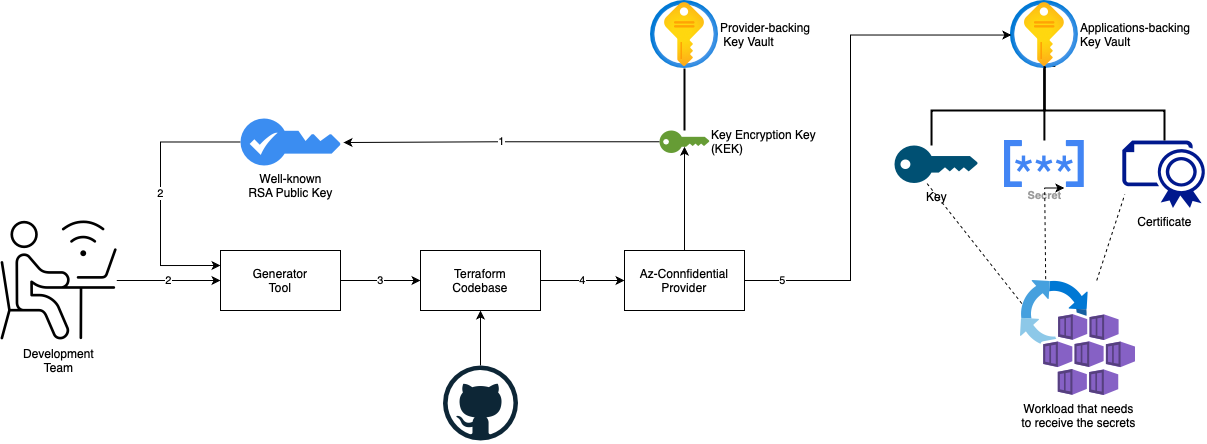 Provider-backing
Key Vault
Applications-backing
Key Vault
Key Encryption Key
(KEK)
1
Well-known
RSA Public Key
2
***
Key
Secret
Certificate
Development
Team
2
Generator
Tool
3
Terraform
Codebase
4
Az-Connfidential
Provider
5
Workload that needs
to receive the secrets